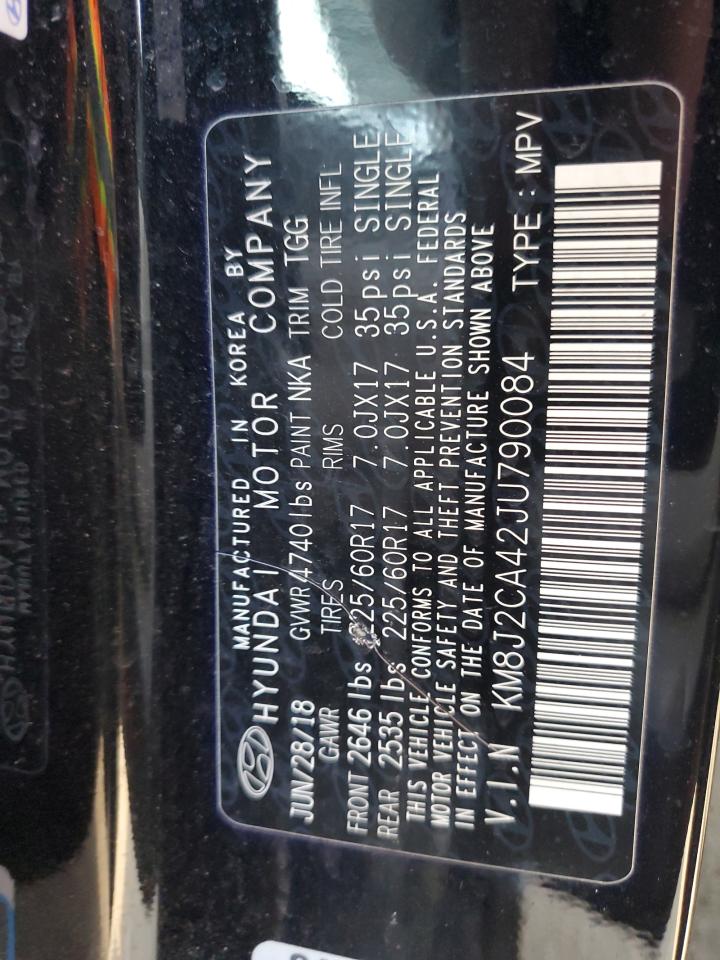 MANUFACTURED IN KOREA BY
HYUNDAI MOTOR COMPANY
JUN/28/18 GVWR 4740 lbs PAINT NKA TRIM TGG
GAWR TIRES RIMS COLD TIRE INFL
FRONT 2646 lbs 225/60R17 7.0JX17 35psi SINGLE
REAR 2535 lbs 225/60R17 7.0JX17 35psi SINGLE
THIS VEHICLE CONFORMS TO ALL APPLICABLE U.S.A. FEDERAL
MOTOR VEHICLE SAFETY AND THEFT PREVENTION STANDARDS
IN EFFECT ON THE DATE OF MANUFACTURE SHOWN ABOVE
V.I.N KM8J2CA42JU790084 TYPE : MPV